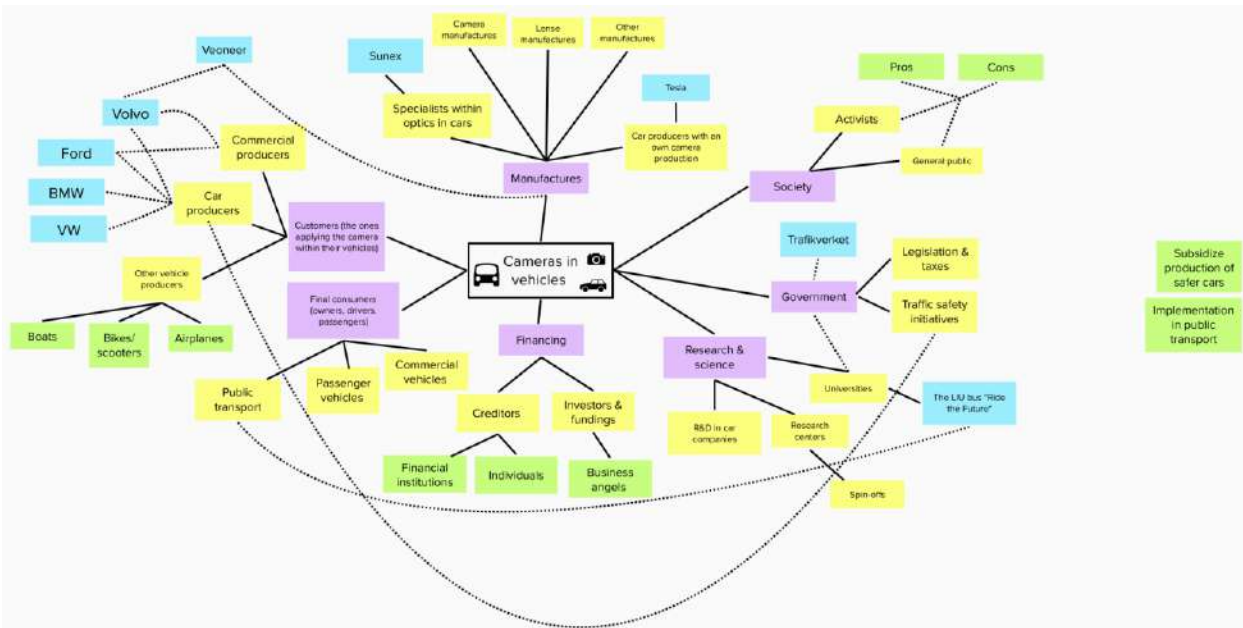 Camera
manufactures
Lense
manufactures
Other
manufactures
Veoneer
Sunex
Pros
Cons
Tesla
Volvo
Specialists within
optics in cars
Activists
Commercial
producers
Car producers with an
own camera
production
Ford
General public
Manufactures
Society
BMW
Car
producers
VW
Customers (the ones
applying the camera
within their vehicles)
Trafikverket
Legislation &
taxes
Subsidize
production of
safer cars
Cameras in
vehicles
Other vehicle
producers
Final consumers
(owners, drivers,
passengers)
Government
Traffic safety
initiatives
Implementation
in public
transport
Boats
Bikes/
scooters
Airplanes
Financing
Research &
science
Commercial
vehicles
Public
transport
Passenger
vehicles
Universities
The LIU bus "Ride
the Future"
Creditors
Investors &
fundings
R&D in car
companies
Research
centers
Financial
institutions
Individuals
Business
angels
Spin-offs